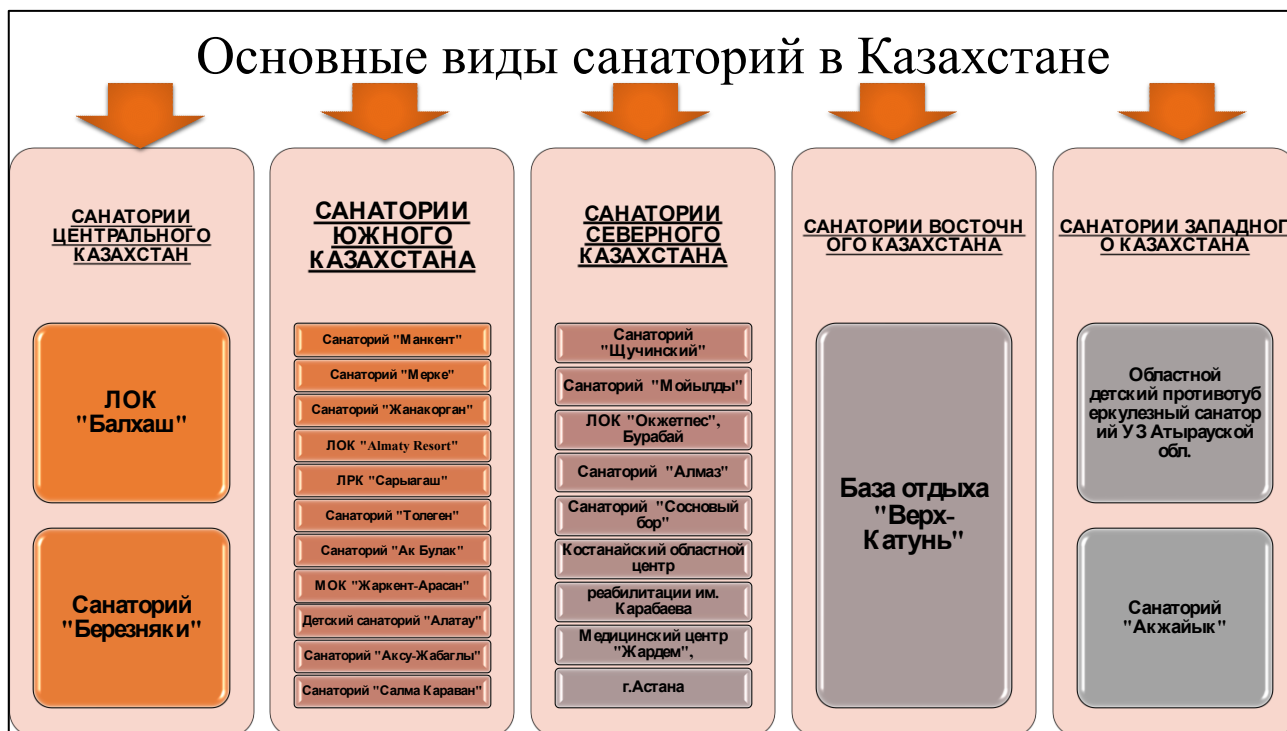 Основные виды санаторий в Казахстане
САНАТОРИИ
ЦЕНТРАЛЬНОГО
КАЗАХСТАН
ЛОК
"Балхаш"
Санаторий
"Березняки"
САНАТОРИИ
ЮЖНОГО
КАЗАХСТАНА
Санаторий "Манкент"
Санаторий "Мерке"
Санаторий "Жанакорган"
ЛОК "Almaty Resort"
ЛРК "Сарыагаш"
Санаторий "Толеген"
Санаторий "Ак Булак"
МОК "Жаркент-Арасан"
Детский санаторий "Алатау"
Санаторий "Аксу-Жабаглы"
Санаторий "Салма Караван"
САНАТОРИИ
СЕВЕРНОГО
КАЗАХСТАНА
Санаторий
"Щучинский"
Санаторий "Мойылды"
ЛОК "Окжетпес",
Бурабай
Санаторий "Алмаз"
Санаторий "Сосновый
бор"
Костанайский областной
центр
реабилитации им.
Карабаева
Медицинский центр
"Жардем",
г.Астана
САНАТОРИИ ВОСТОЧН
ОГО КАЗАХСТАНА
База отдыха
"Верх-
Катунь"
САНАТОРИИ ЗАПАДНОГ
О КАЗАХСТАНА
Областной
детский противотуб
еркулезный санатор
ий УЗ Атырауской
обл.
Санаторий
"Акжайык"